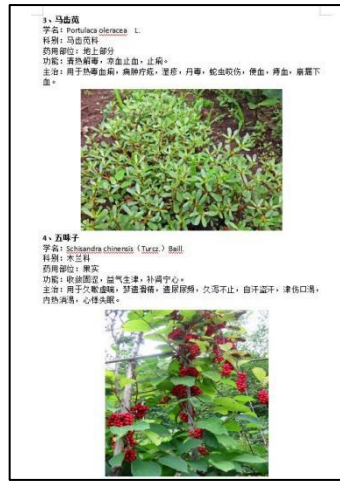 3、马齿苋
学名：Portulaca oleracea L.
科别：马齿苋科
药用部位：地上部分
功能：清热解毒，凉血止血，止痢。
主治：用于热毒血痢，痈肿疔疮，湿疹，丹毒，蛇虫咬伤，便血，痔血，崩漏下
血。
4、五味子
学名：Schisandra chinensis（Turcz.）Baill.
科别：木兰科
药用部位：果实
功能：收敛固涩，益气生津，补肾宁心。
主治：用于久嗽虚喘，梦遗滑精，遗尿尿频，久泻不止，自汗盗汗，津伤口渴，
内热消渴，心悸失眠。